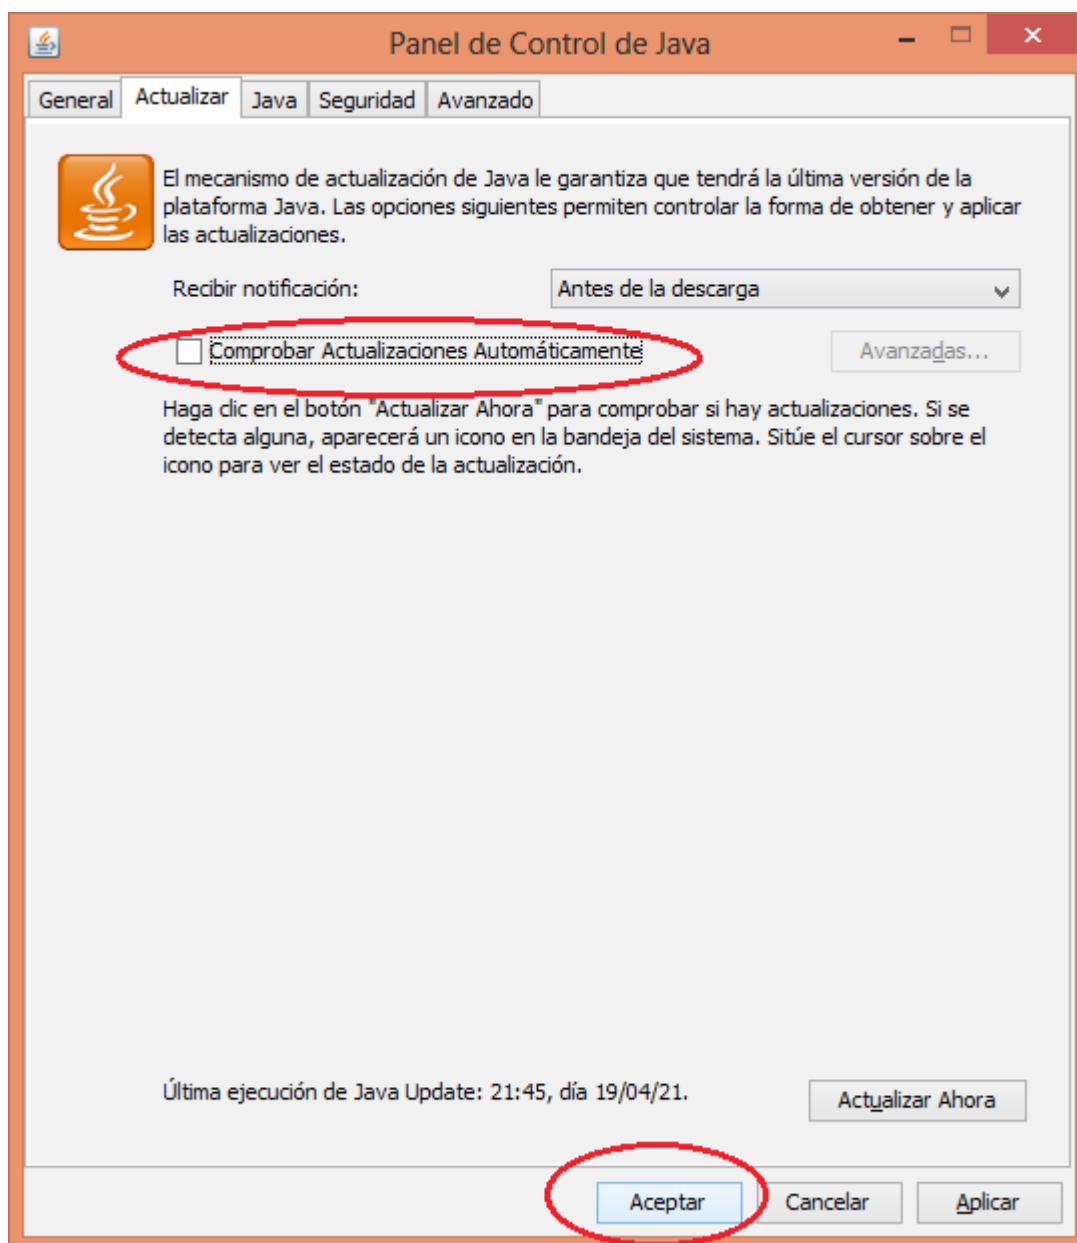 Panel de Control de Java
General Actualizar Java Seguridad Avanzado
El mecanismo de actualización de Java le garantiza que tendrá la última versión de la
plataforma Java. Las opciones siguientes permiten controlar la forma de obtener y aplicar
las actualizaciones.
Recibir notificación: Antes de la descarga
Comprobar Actualizaciones Automáticamente Avanzadas...
Haga clic en el botón "Actualizar Ahora" para comprobar si hay actualizaciones. Si se
detecta alguna, aparecerá un icono en la bandeja del sistema. Sitúe el cursor sobre el
icono para ver el estado de la actualización.
Última ejecución de Java Update: 21:45, día 19/04/21.
Actualizar Ahora
Aceptar Cancelar Aplicar